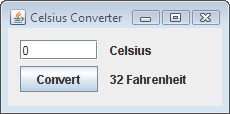 Celsius Converter
0 Celsius
Convert 32 Fahrenheit